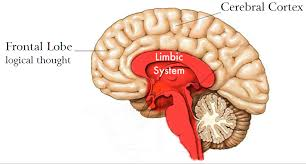 Cerebral Cortex
Frontal Lobe
logical thought
Limbic
System